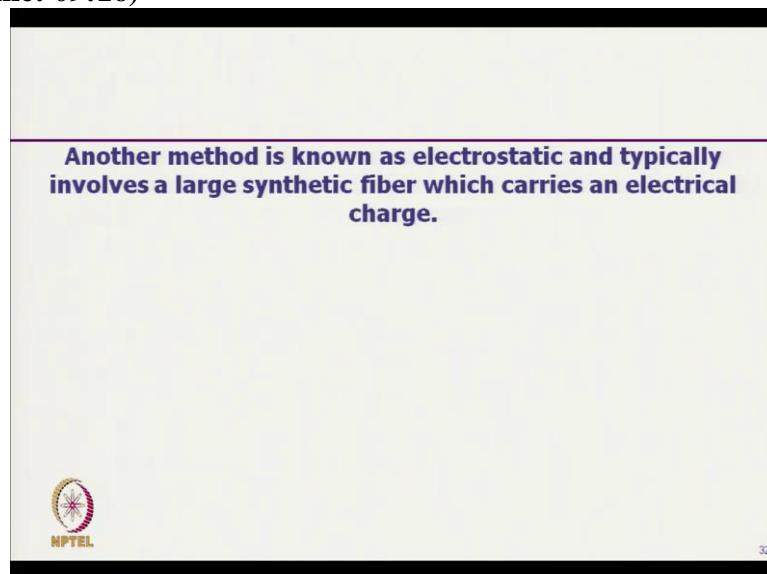 Another method is known as electrostatic and typically
involves a large synthetic fiber which carries an electrical
charge.
NPTEL